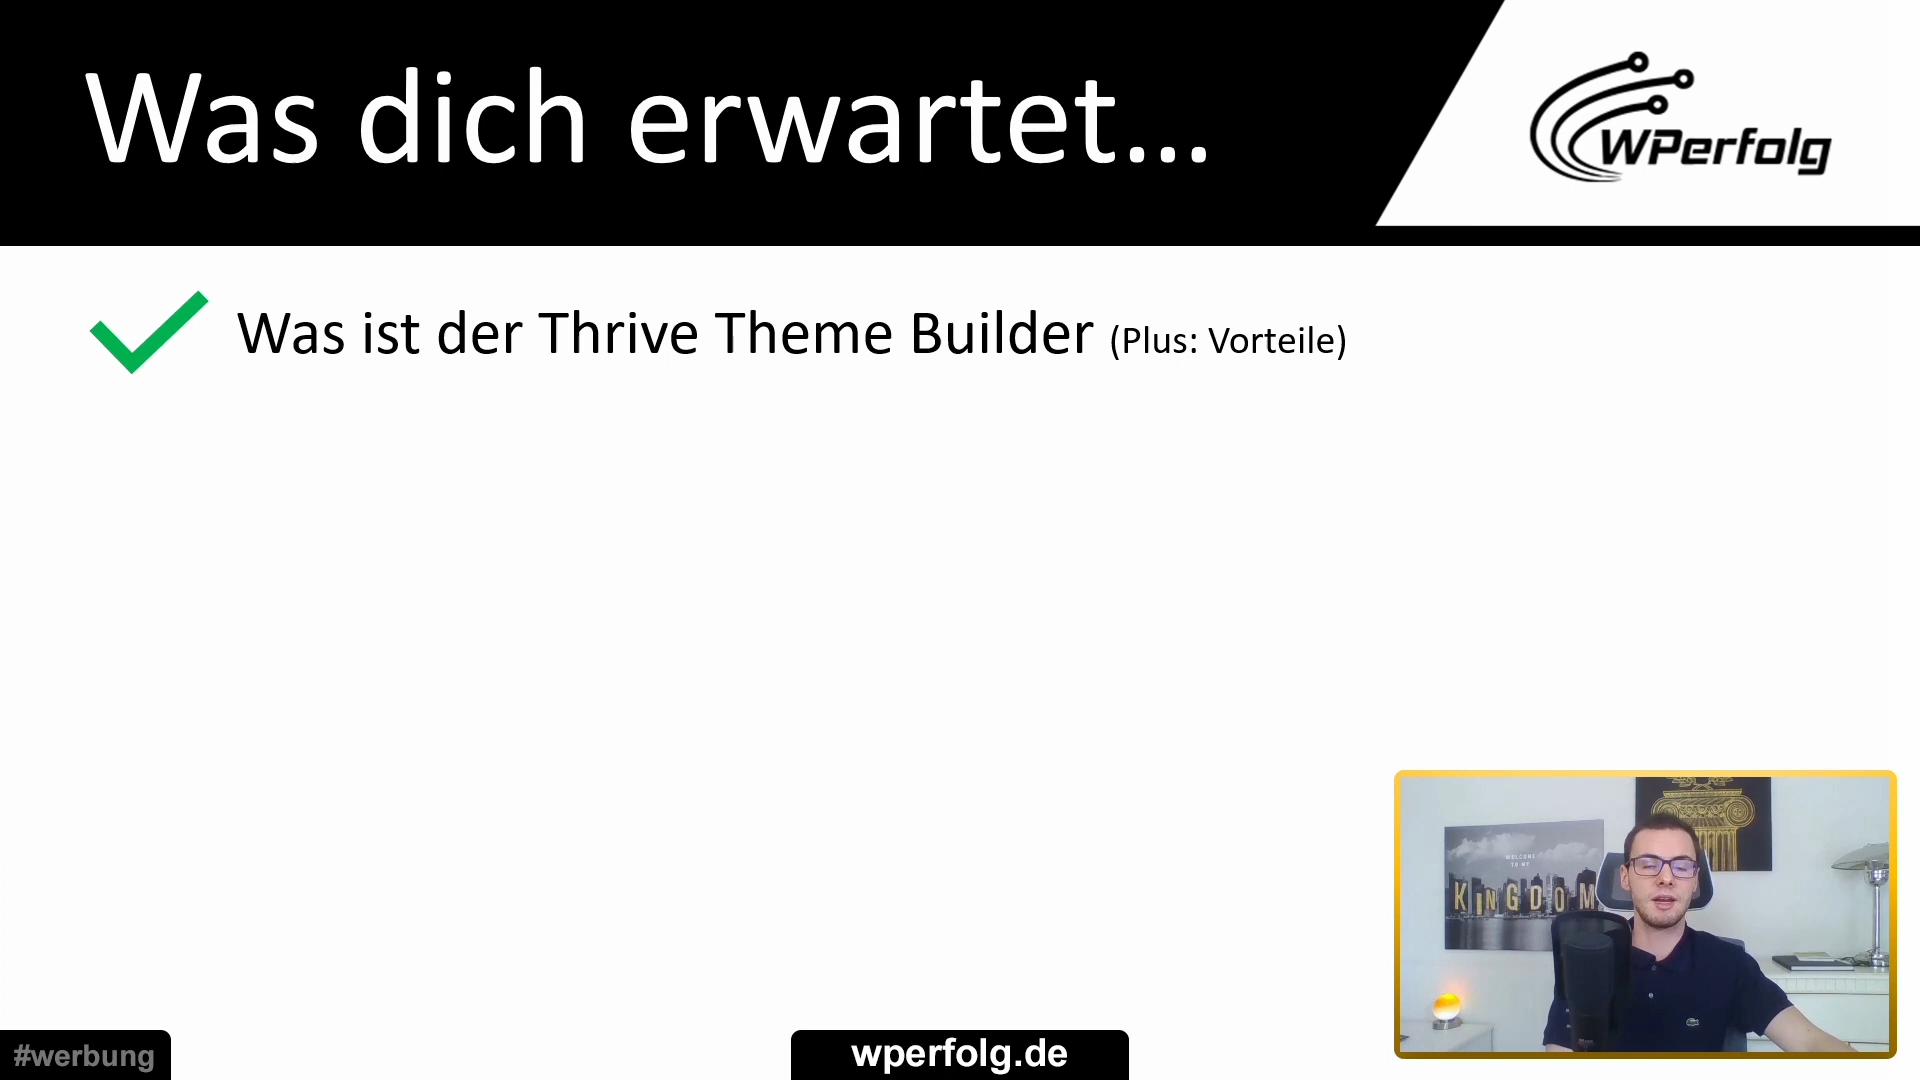 Was dich erwartet...
WPerfolg
Was ist der Thrive Theme Builder (Plus: Vorteile)
WELCOME
TO MY
KINGDOM
#werbung
wperfolg.de